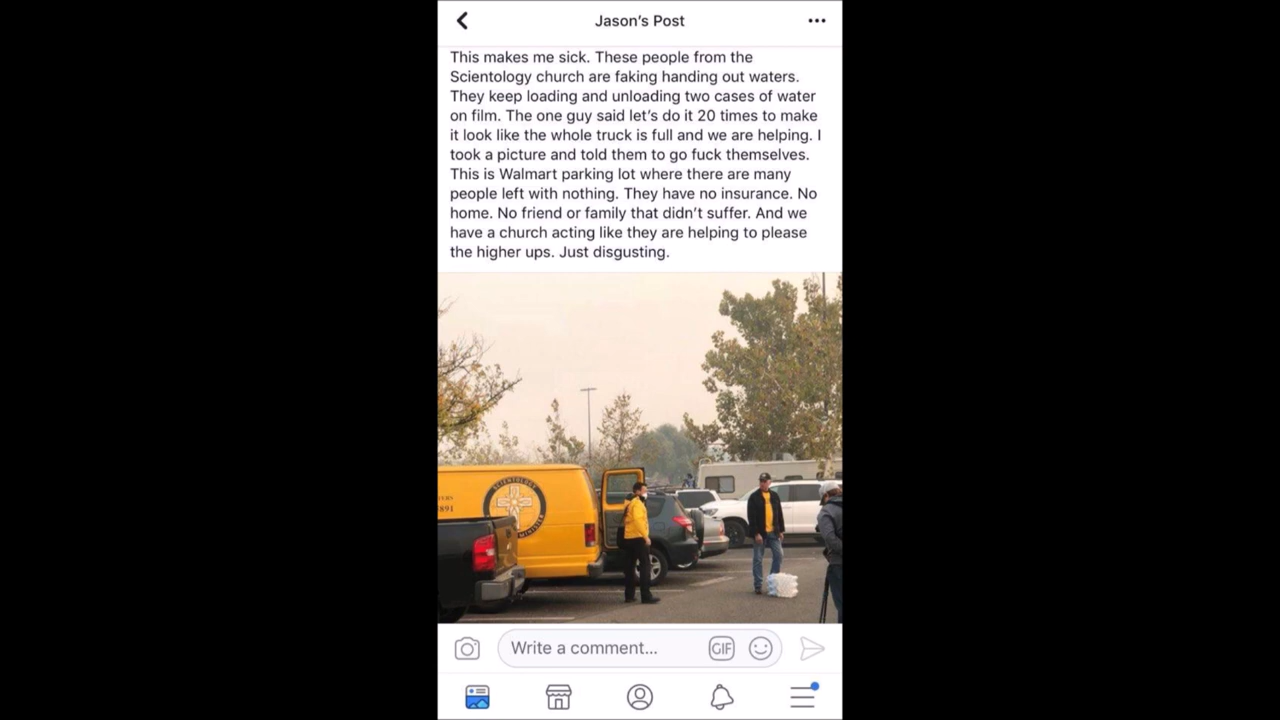 Jason's Post
This makes me sick. These people from the
Scientology church are faking handing out waters.
They keep loading and unloading two cases of water
on film. The one guy said let's do it 20 times to make
it look like the whole truck is full and we are helping. I
took a picture and told them to go fuck themselves.
This is Walmart parking lot where there are many
people left with nothing. They have no insurance. No
home. No friend or family that didn't suffer. And we
have a church acting like they are helping to please
the higher ups. Just disgusting.
SCIENTOLOGY
MINISTER
891
Write a comment...
GIF